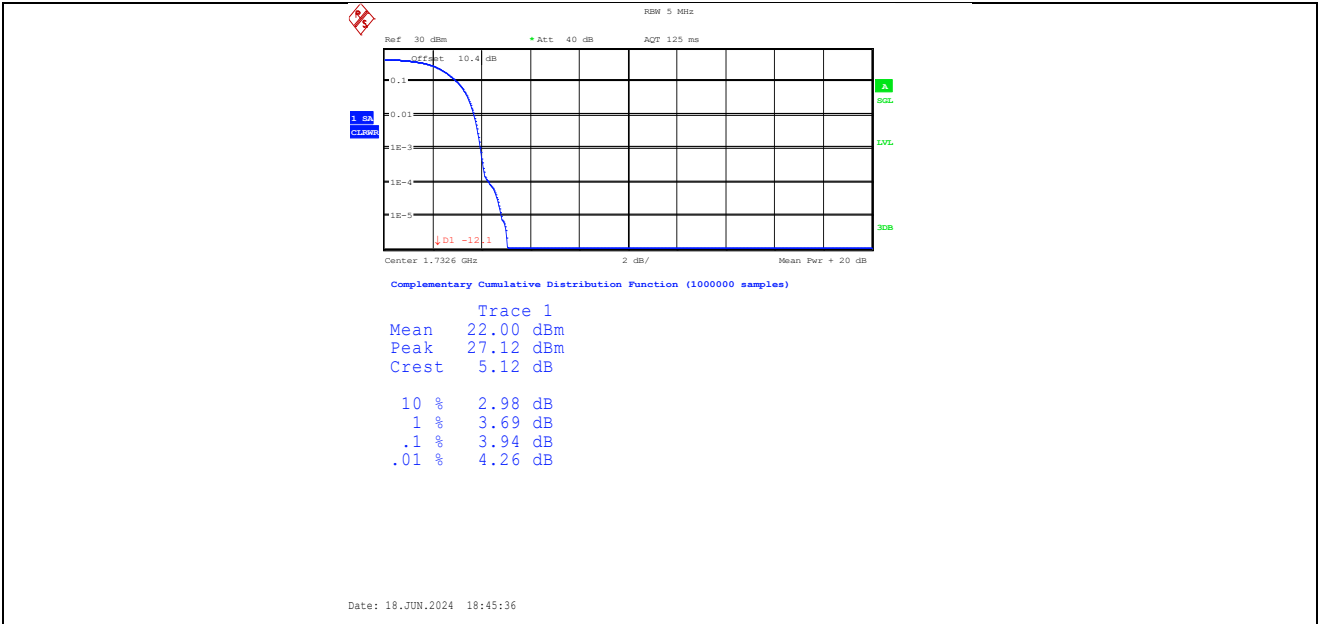 RBW 5 MHz
Ref 30 dBm * Att 40 dB AQT 125 ms
Offset 10.4 dB
0.1
A
SGL
0.01
1 SA
CLRWR
1E-3
LVL
1E-4
1E-5
3DB
↓D1 -12.1
Center 1.7326 GHz 2 dB/ Mean Pwr + 20 dB
Complementary Cumulative Distribution Function (1000000 samples)
Trace 1
Mean 22.00 dBm
Peak 27.12 dBm
Crest 5.12 dB
10 % 2.98 dB
1 % 3.69 dB
.1 % 3.94 dB
.01 % 4.26 dB
Date: 18.JUN.2024 18:45:36